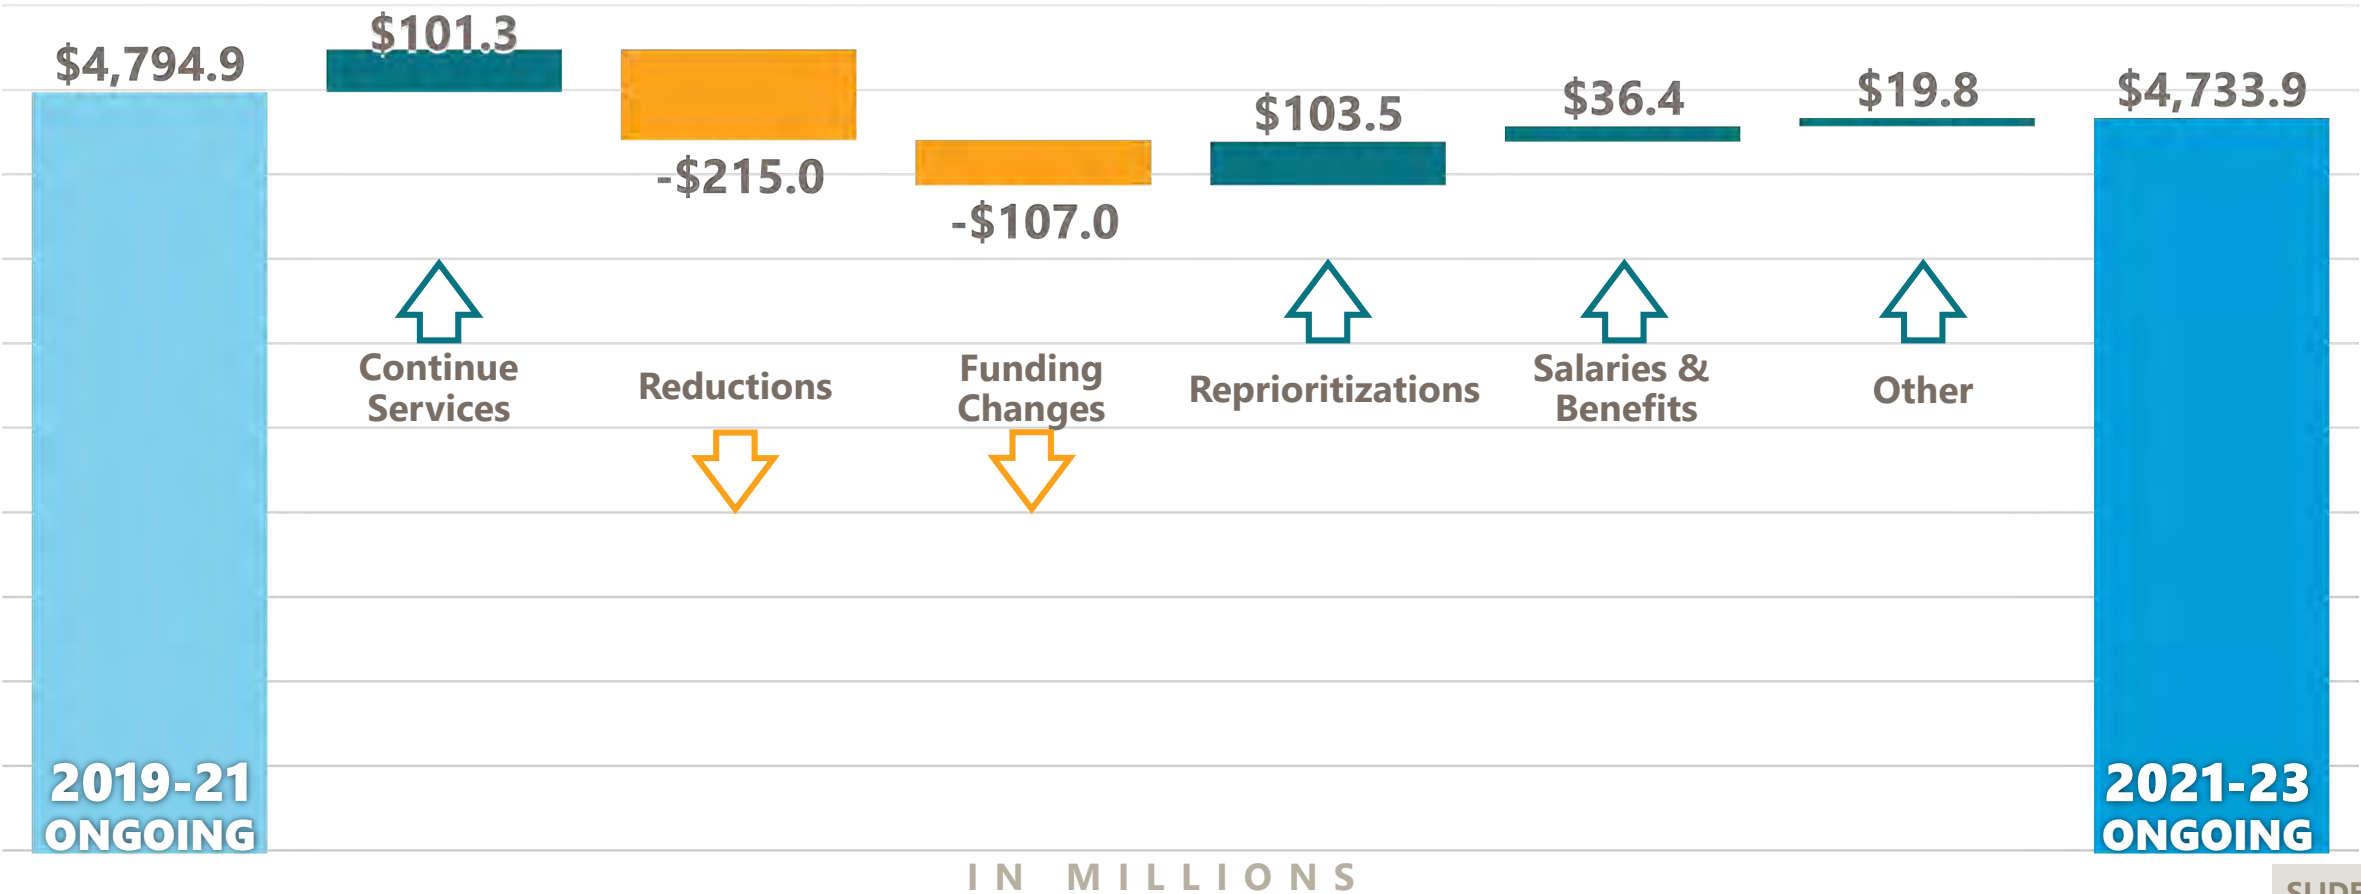 $4,794.9
$101.3
-$215.0
-$107.0
$103.5
$36.4
$19.8
$4,733.9
Continue
Services
Reductions
Funding
Changes
Reprioritizations
Salaries &
Benefits
Other
2019-21
ONGOING
2021-23
ONGOING
IN MILLIONS